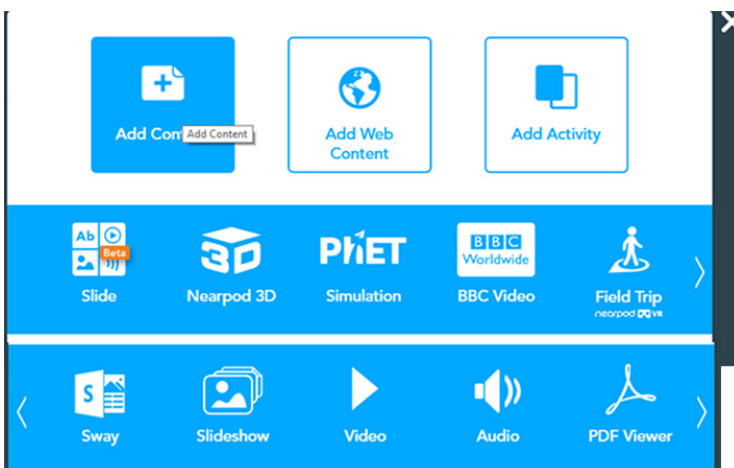 Add Con
Add Content
Add Web
Content
Add Activity
Ab
Beta
Slide
3D
Nearpod 3D
PhET
Simulation
BBC
Worldwide
BBC Video
Field Trip
nearpod VR
S
Sway
Slideshow
Video
Audio
PDF Viewer